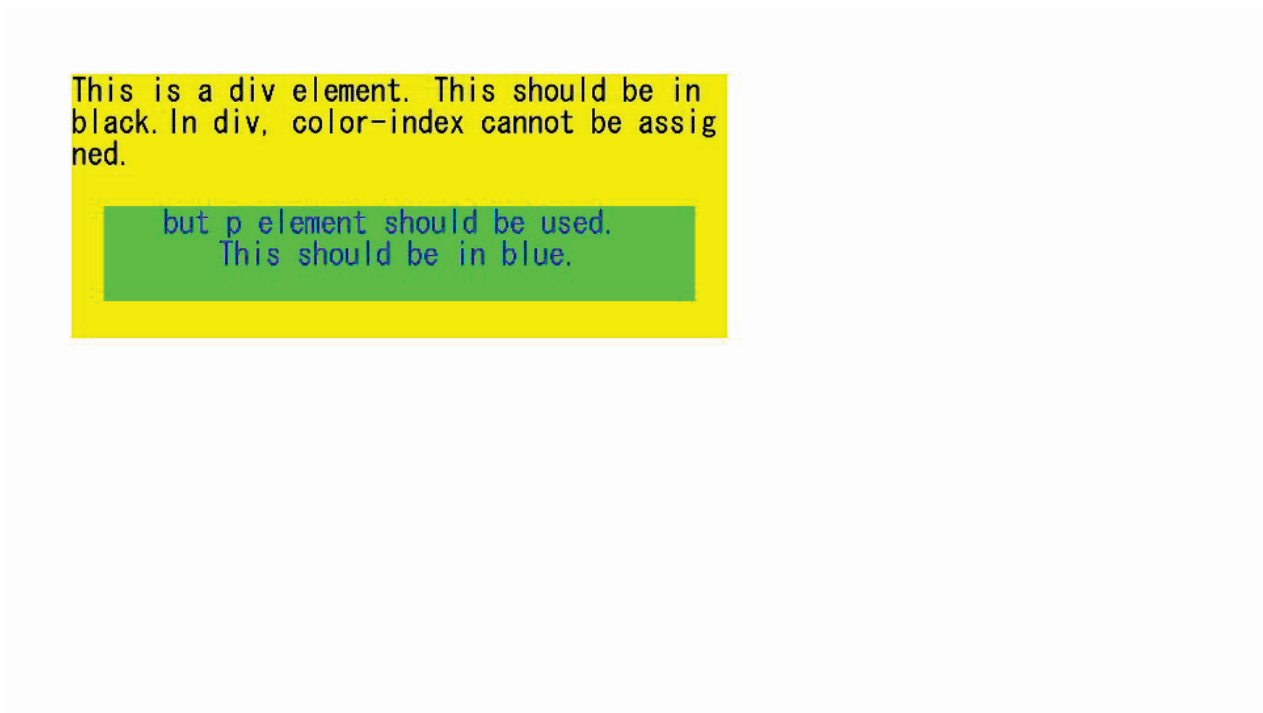 This is a div element. This should be in
black.In div, color-index cannot be assig
ned.
but p element should be used.
This should be in blue.